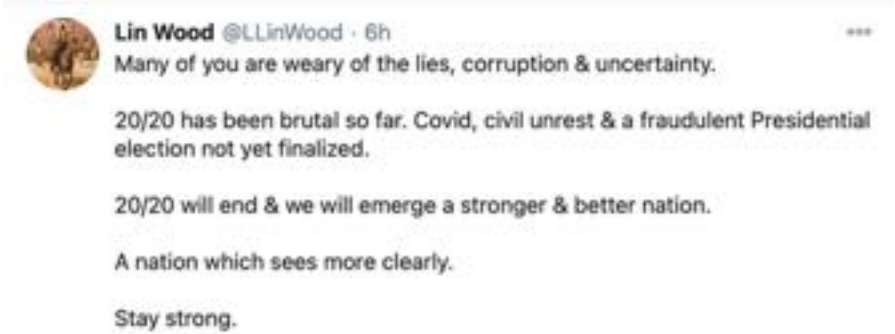 Lin Wood @LLinWood · 6h
Many of you are weary of the lies, corruption & uncertainty.
20/20 has been brutal so far. Covid, civil unrest & a fraudulent Presidential
election not yet finalized.
20/20 will end & we will emerge a stronger & better nation.
A nation which sees more clearly.
Stay strong.